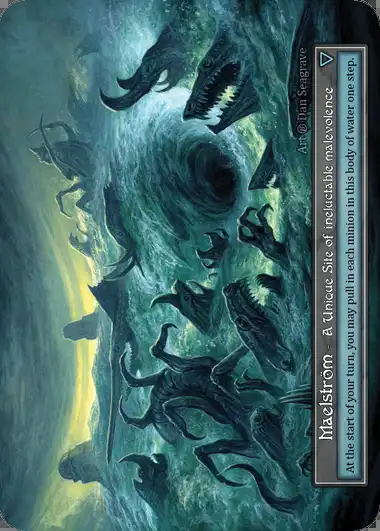 Art @ Dan Seagrave
Maelström - A Unique Site of ineluctable malevolence
At the start of your turn, you may pull in each minion in this body of water one step.